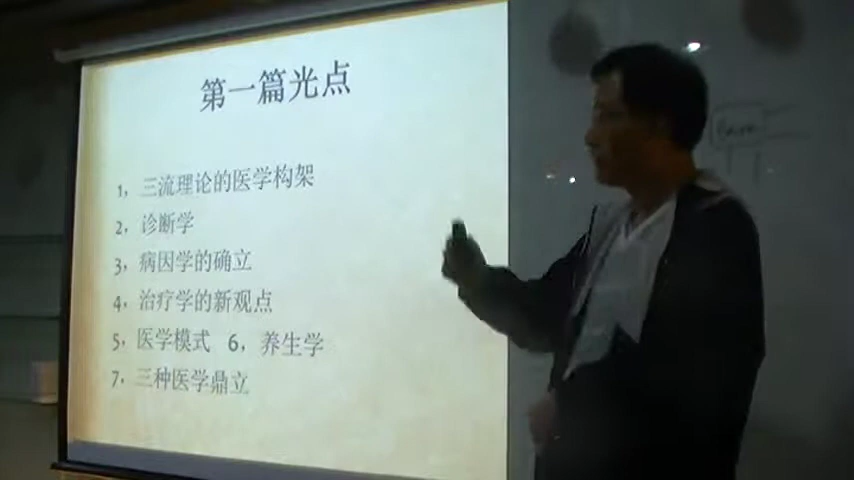 第一篇光点
1，三流理论的医学构架
2，诊断学
3，病因学的确立
4，治疗学的新观点
5，医学模式 6，养生学
7，三种医学鼎立